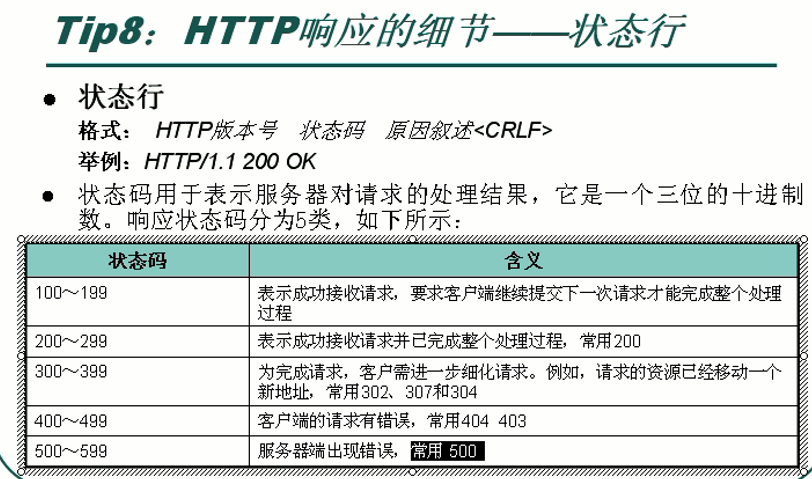 Tip8：HTTP响应的细节——状态行
● 状态行
格式： HTTP版本号 状态码 原因叙述<CRLF>
举例：HTTP/1.1 200 OK
● 状态码用于表示服务器对请求的处理结果，它是一个三位的十进制
数。响应状态码分为5类，如下所示：
状态码 含义
100～199 表示成功接收请求，要求客户端继续提交下一次请求才能完成整个处理
过程
200～299 表示成功接收请求并已完成整个处理过程，常用200
300～399 为完成请求，客户需进一步细化请求。例如，请求的资源已经移动一个
新地址，常用302、307和304
400～499 客户端的请求有错误，常用404 403
500～599 服务器端出现错误，常用 500